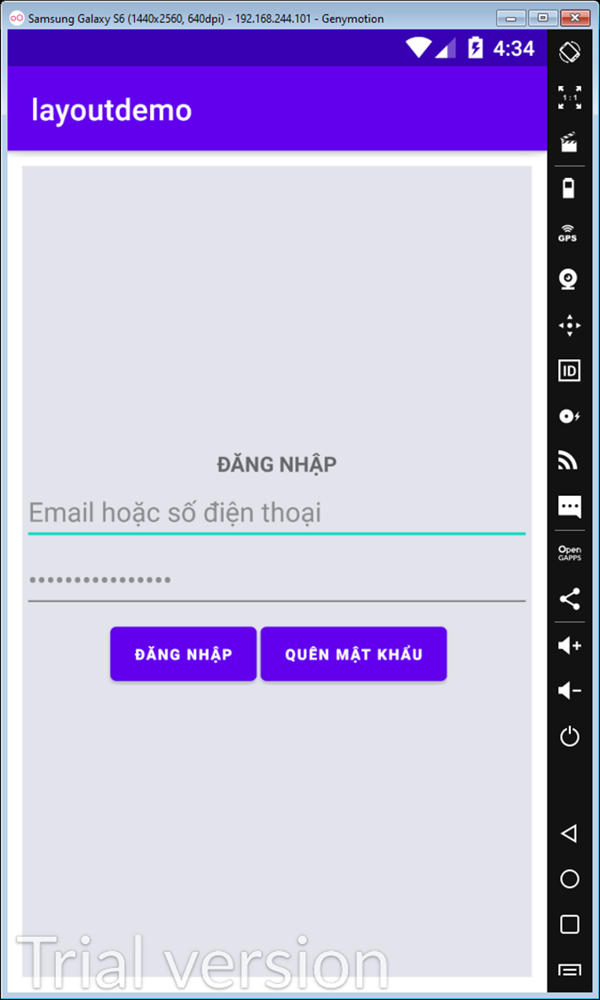 Samsung Galaxy S6 (1440x2560, 640dpi) - 192.168.244.101 - Genymotion
4:34
layoutdemo
1:1
GPS
ID
ĐĂNG NHẬP
Email hoặc số điện thoại
••••••••••••••••
ĐĂNG NHẬP QUÊN MẬT KHẨU
Open
GAPPS
Trial version